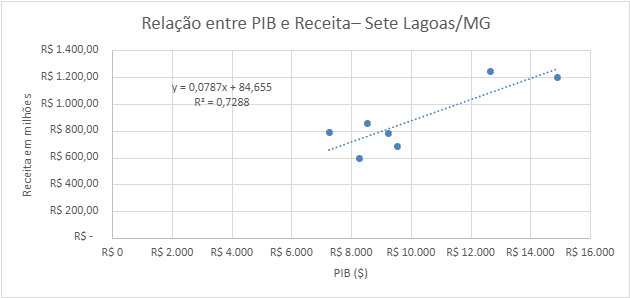 Relação entre PIB e Receita– Sete Lagoas/MG
R$ 1.400,00
R$ 1.200,00
R$ 1.000,00
R$ 800,00
R$ 600,00
R$ 400,00
R$ 200,00
R$ -
Receita em milhões
y = 0,0787x + 84,655
R² = 0,7288
R$ 0
R$ 2.000
R$ 4.000
R$ 6.000
R$ 8.000
R$ 10.000
R$ 12.000
R$ 14.000
R$ 16.000
PIB ($)